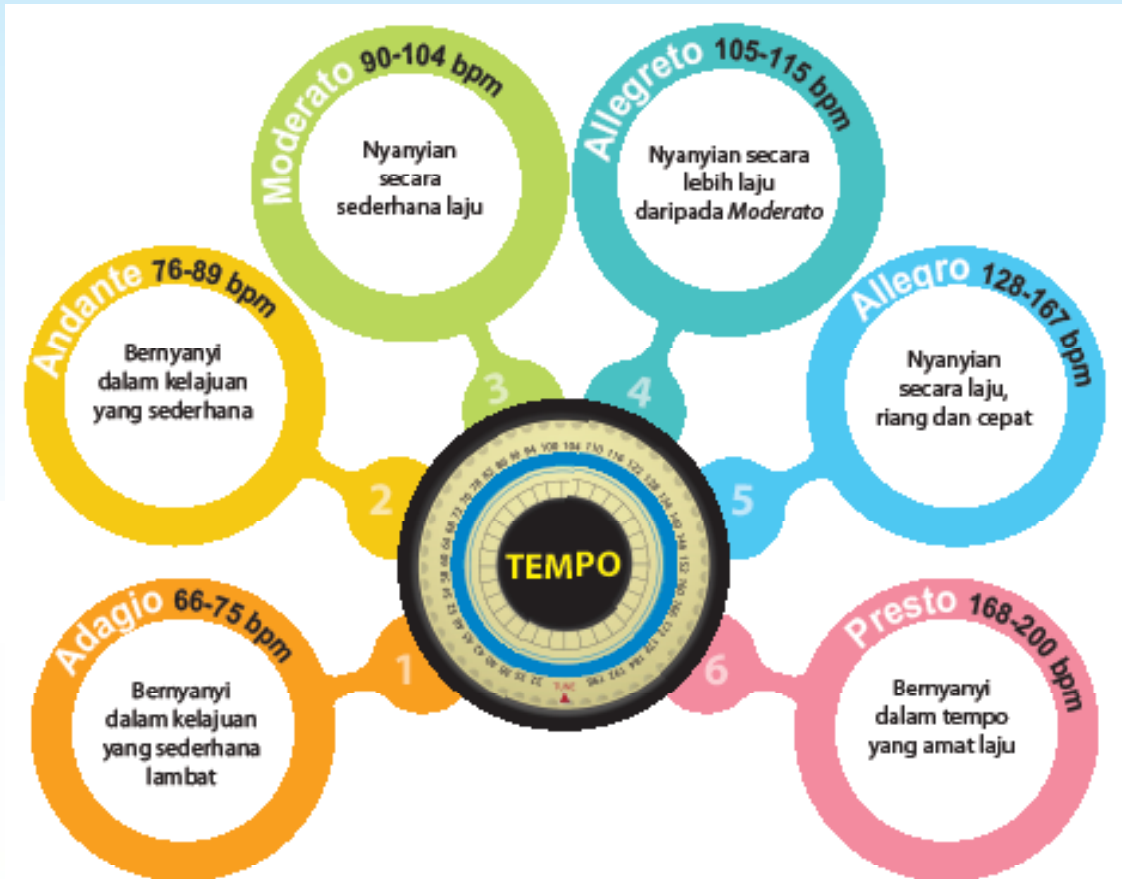 Adagio 66-75 bpm
Bernyanyi
dalam kelajuan
yang sederhana
lambat
1
Andante 76-89 bpm
Bernyanyi
dalam kelajuan
yang sederhana
2
Moderato 90-104 bpm
Nyanyian
secara
sederhana laju
3
Allegreto 105-115 bpm
Nyanyian secara
lebih laju
daripada Moderato
4
Allegro 128-167 bpm
Nyanyian
secara laju,
riang dan cepat
5
Presto 168-200 bpm
Bernyanyi
dalam tempo
yang amat laju
6
TEMPO